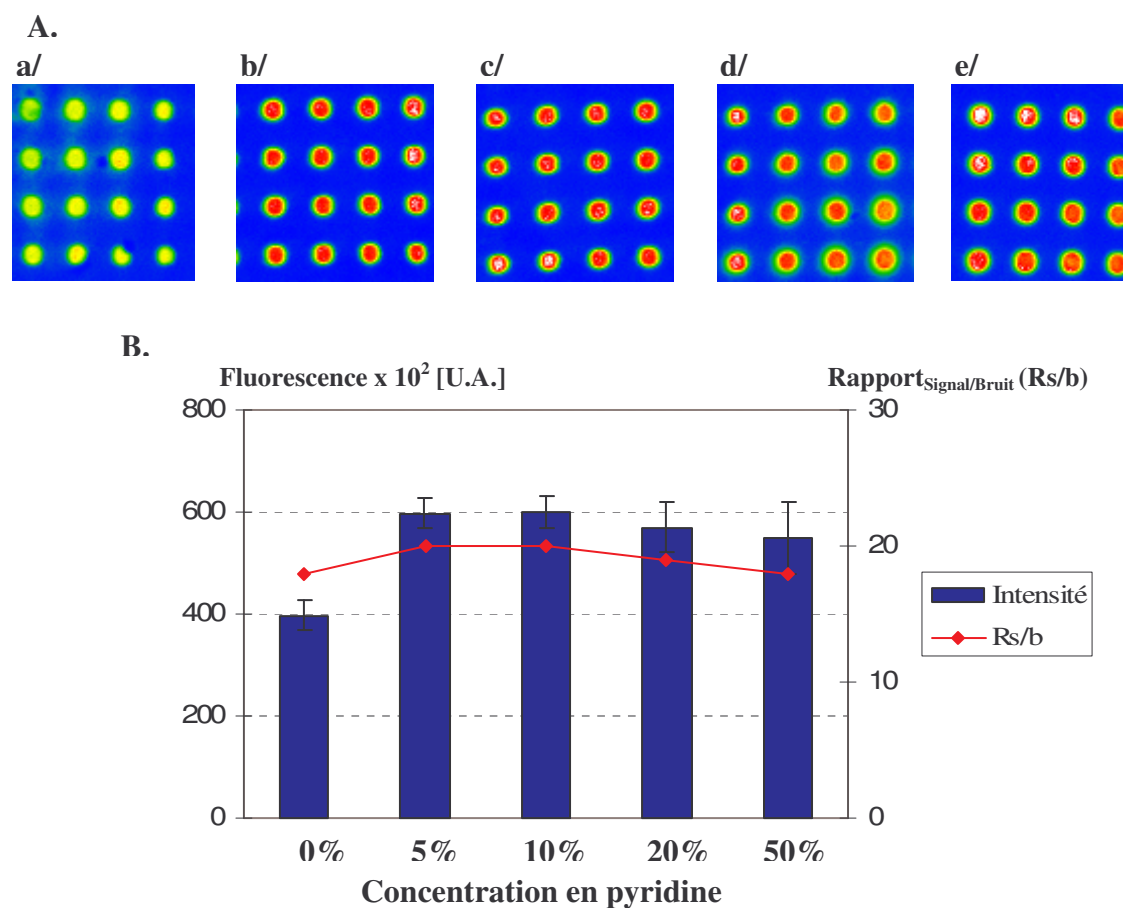 A.
a/ b/ c/ d/ e/
B.
Fluorescence x 10² [U.A.] Rapport Signal/Bruit (Rs/b)
800 30
600
20
400
Intensité
Rs/b
10
200
0 0
0% 5% 10% 20% 50%
Concentration en pyridine